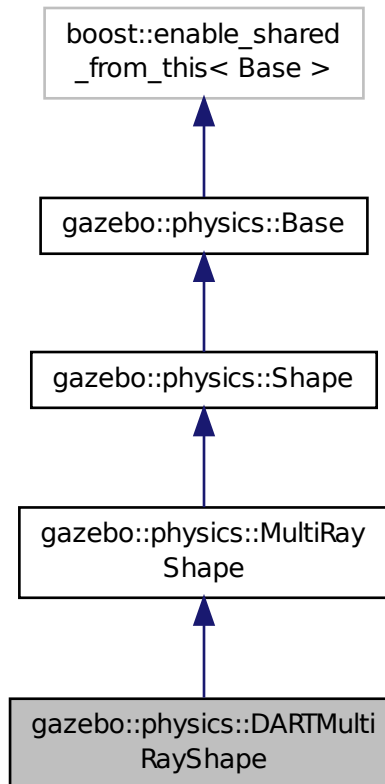 boost::enable_shared
_from_this< Base >
gazebo::physics::Base
gazebo::physics::Shape
gazebo::physics::MultiRay
Shape
gazebo::physics::DARTMulti
RayShape